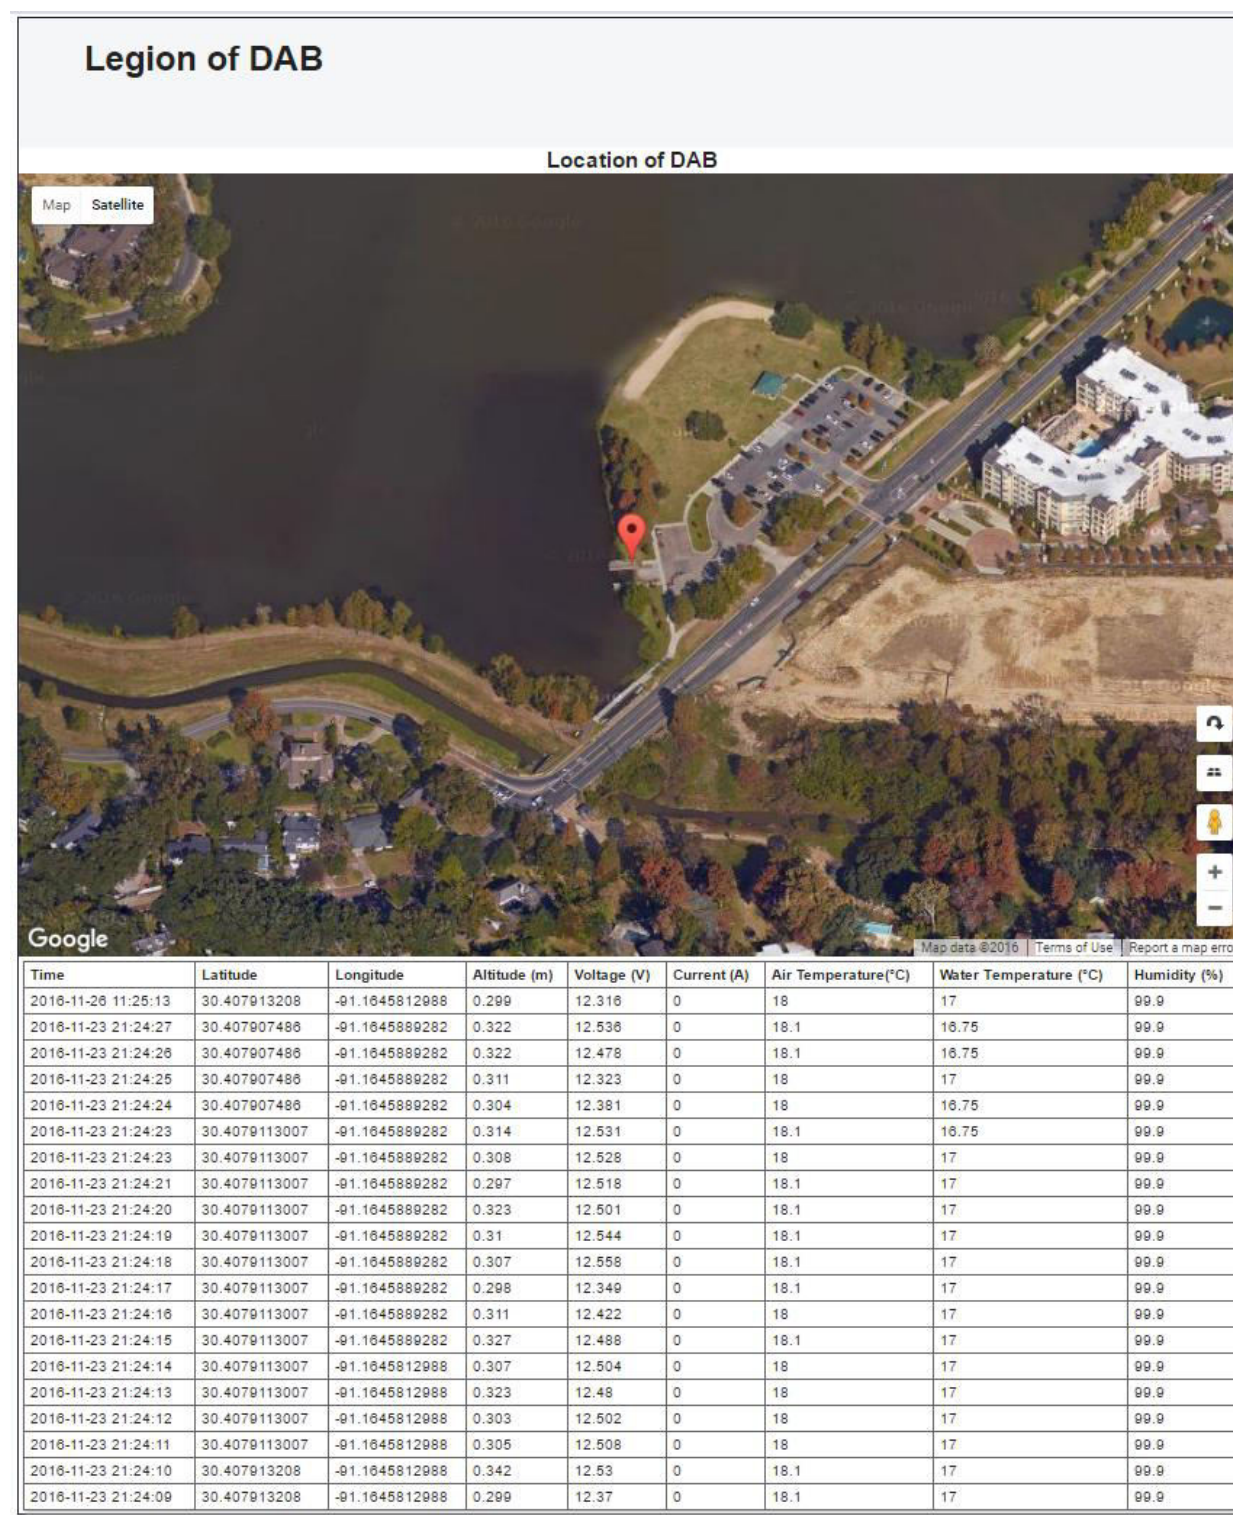 Legion of DAB
Location of DAB
Map Satellite
Google
Map data ©2016 Terms of Use Report a map erro
Time Latitude Longitude Altitude (m) Voltage (V) Current (A) Air Temperature(°C) Water Temperature (°C) Humidity (%)
2016-11-26 11:25:13 30.407913208 -91.1645812988 0.299 12.316 0 18 17 99.9
2016-11-23 21:24:27 30.407907486 -91.1645889282 0.322 12.536 0 18.1 16.75 99.9
2016-11-23 21:24:26 30.407907486 -91.1645889282 0.322 12.478 0 18.1 16.75 99.9
2016-11-23 21:24:25 30.407907486 -91.1645889282 0.311 12.323 0 18 17 99.9
2016-11-23 21:24:24 30.407907486 -91.1645889282 0.304 12.381 0 18 16.75 99.9
2016-11-23 21:24:23 30.4079113007 -91.1645889282 0.314 12.531 0 18.1 16.75 99.9
2016-11-23 21:24:23 30.4079113007 -91.1645889282 0.308 12.528 0 18 17 99.9
2016-11-23 21:24:21 30.4079113007 -91.1645889282 0.297 12.518 0 18.1 17 99.9
2016-11-23 21:24:20 30.4079113007 -91.1645889282 0.323 12.501 0 18.1 17 99.9
2016-11-23 21:24:19 30.4079113007 -91.1645889282 0.31 12.544 0 18.1 17 99.9
2016-11-23 21:24:18 30.4079113007 -91.1645889282 0.307 12.558 0 18.1 17 99.9
2016-11-23 21:24:17 30.4079113007 -91.1645889282 0.298 12.349 0 18.1 17 99.9
2016-11-23 21:24:16 30.4079113007 -91.1645889282 0.311 12.422 0 18 17 99.9
2016-11-23 21:24:15 30.4079113007 -91.1645889282 0.327 12.488 0 18.1 17 99.9
2016-11-23 21:24:14 30.4079113007 -91.1645812988 0.307 12.504 0 18 17 99.9
2016-11-23 21:24:13 30.4079113007 -91.1645812988 0.323 12.48 0 18 17 99.9
2016-11-23 21:24:12 30.4079113007 -91.1645812988 0.303 12.502 0 18 17 99.9
2016-11-23 21:24:11 30.4079113007 -91.1645812988 0.305 12.508 0 18 17 99.9
2016-11-23 21:24:10 30.407913208 -91.1645812988 0.342 12.53 0 18.1 17 99.9
2016-11-23 21:24:09 30.407913208 -91.1645812988 0.299 12.37 0 18.1 17 99.9